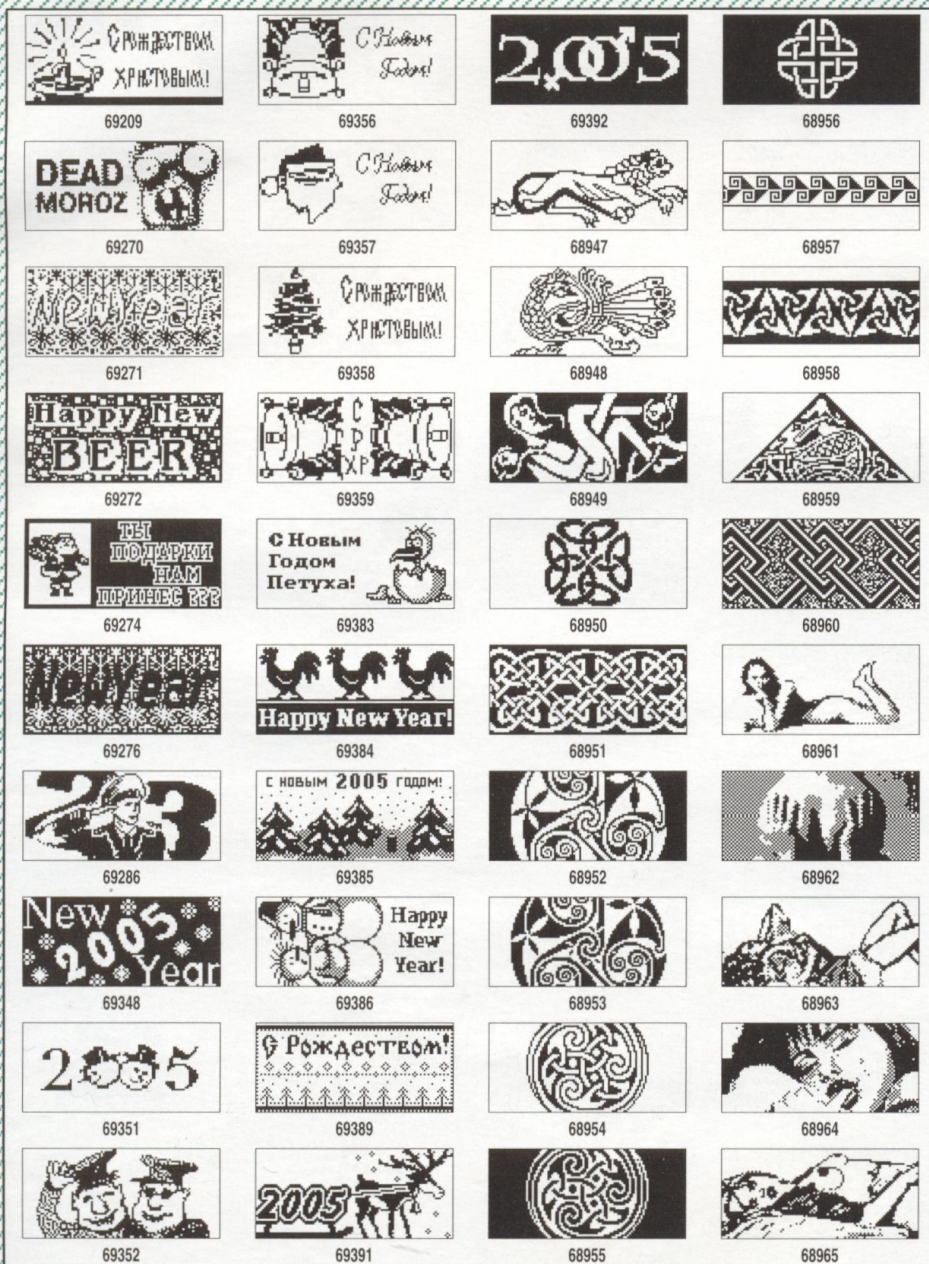 С рождеством
христовым!
69209
С Новым
Годом!
69356
2005
69392
68956
DEAD
MOROZ
69270
С Новым
Годом!
69357
68947
68957
NewYear
69271
С рождеством
христовым!
69358
68948
68958
Happy New
BEER
69272
С
Р
ХР
69359
68949
68959
ТЫ
ПОДАРКИ
НАМ
ПРИНЕС ???
69274
С Новым
Годом
Петуха!
69383
68950
68960
NewYear
69276
Happy New Year!
69384
68951
68961
23
69286
С НОВЫМ 2005 ГОДОМ!
69385
68952
68962
New
2005
Year
69348
Happy
New
Year!
69386
68953
68963
2005
69351
С Рождеством!
69389
68954
68964
69352
2005
69391
68955
68965